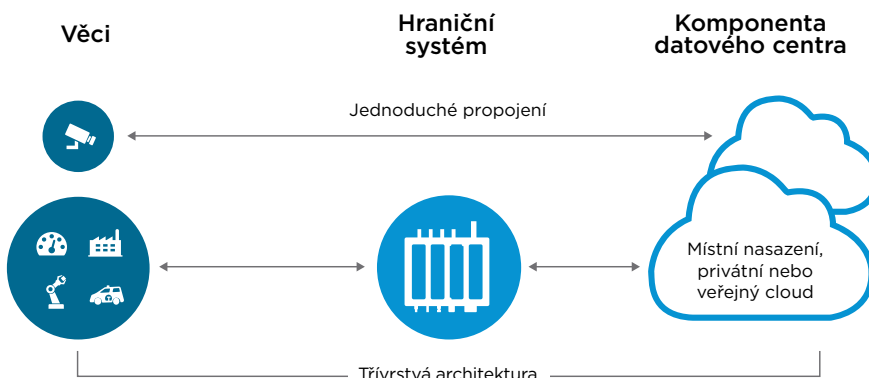 Věci
Hraniční
systém
Komponenta
datového centra
Jednoduché propojení
Místní nasazení,
privátní nebo
veřejný cloud
Třívrstvá architektura